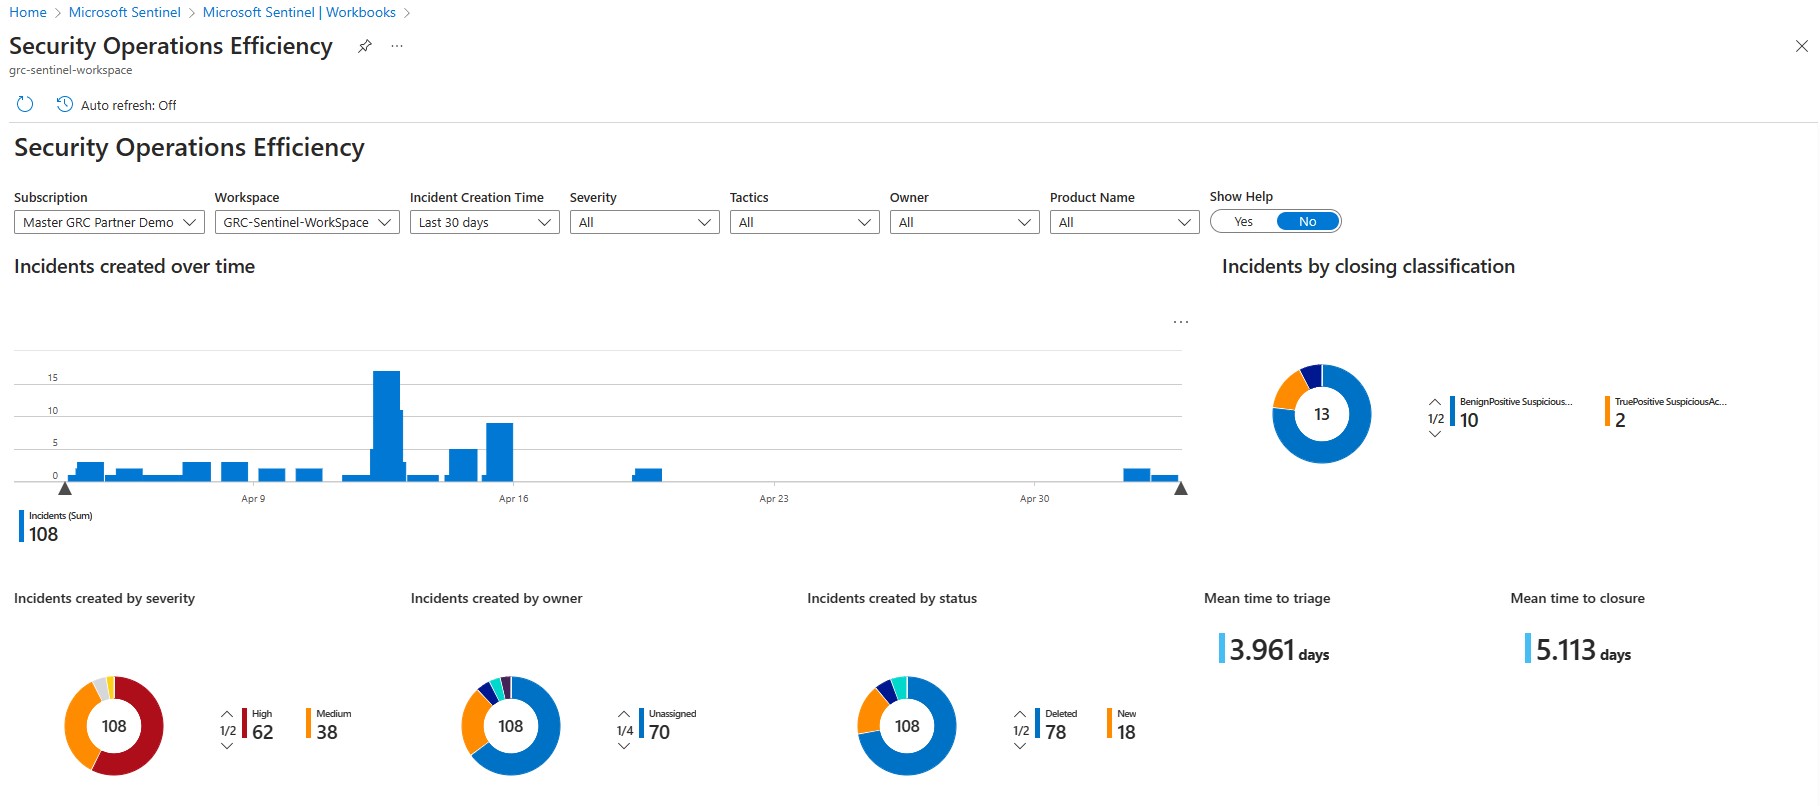 Home > Microsoft Sentinel > Microsoft Sentinel | Workbooks >
Security Operations Efficiency ...
grc-sentinel-workspace
Auto refresh: Off
Security Operations Efficiency
Subscription Workspace Incident Creation Time Severity Tactics Owner Product Name Show Help
Master GRC Partner Demo GRC-Sentinel-WorkSpace Last 30 days All All All All Yes No
Incidents created over time Incidents by closing classification
...
15
10
5
0
Apr 9 Apr 16 Apr 23 Apr 30
Incidents (Sum)
108
13
1/2
BenignPositive Suspicious...
10
TruePositive SuspiciousAc...
2
Incidents created by severity Incidents created by owner Incidents created by status Mean time to triage Mean time to closure
108
1/2
High
62
Medium
38
108
1/4
Unassigned
70
108
1/2
Deleted
78
New
18
3.961 days
5.113 days